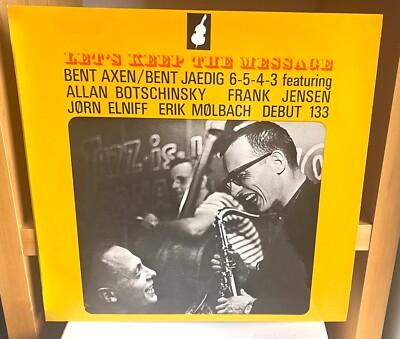 LET'S KEEP THE MESSAGE
BENT AXEN/BENT JAEDIG 6-5-4-3 featuring
ALLAN BOTSCHINSKY FRANK JENSEN
JØRN ELNIFF ERIK MØLBACH DEBUT 133